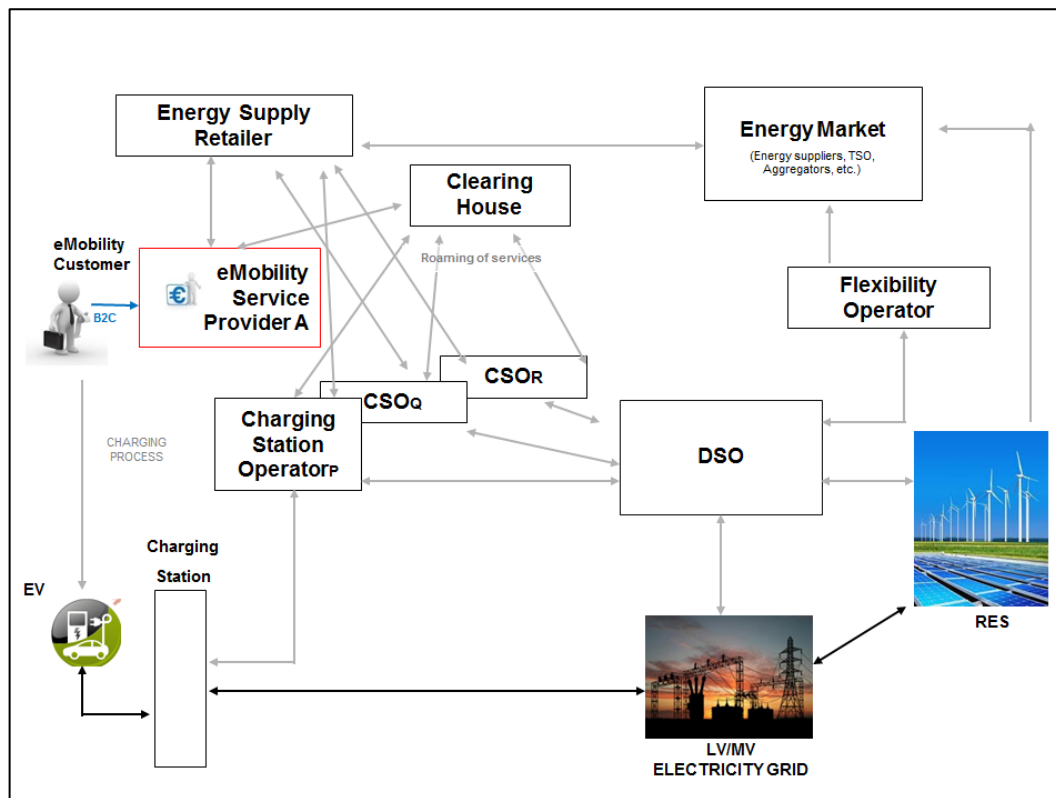 Energy Supply
Retailer
Energy Market
(Energy suppliers, TSO,
Aggregators, etc.)
Clearing
House
eMobility
Customer
Roaming of services
eMobility
Service
Provider A
€
B2C
Flexibility
Operator
CSOR
CSOQ
Charging
Station
OperatorP
DSO
CHARGING
PROCESS
Charging
Station
EV
RES
LV/MV
ELECTRICITY GRID